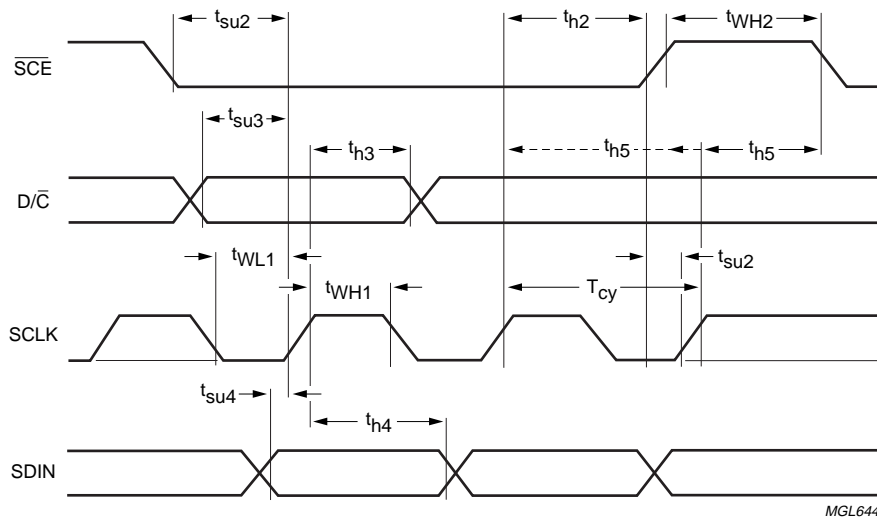 tsu2
th2
tWH2
SCE
tsu3
th3
th5
th5
D/C
tWL1
tWH1
tsu2
Tcy
SCLK
tsu4
th4
SDIN
MGL644